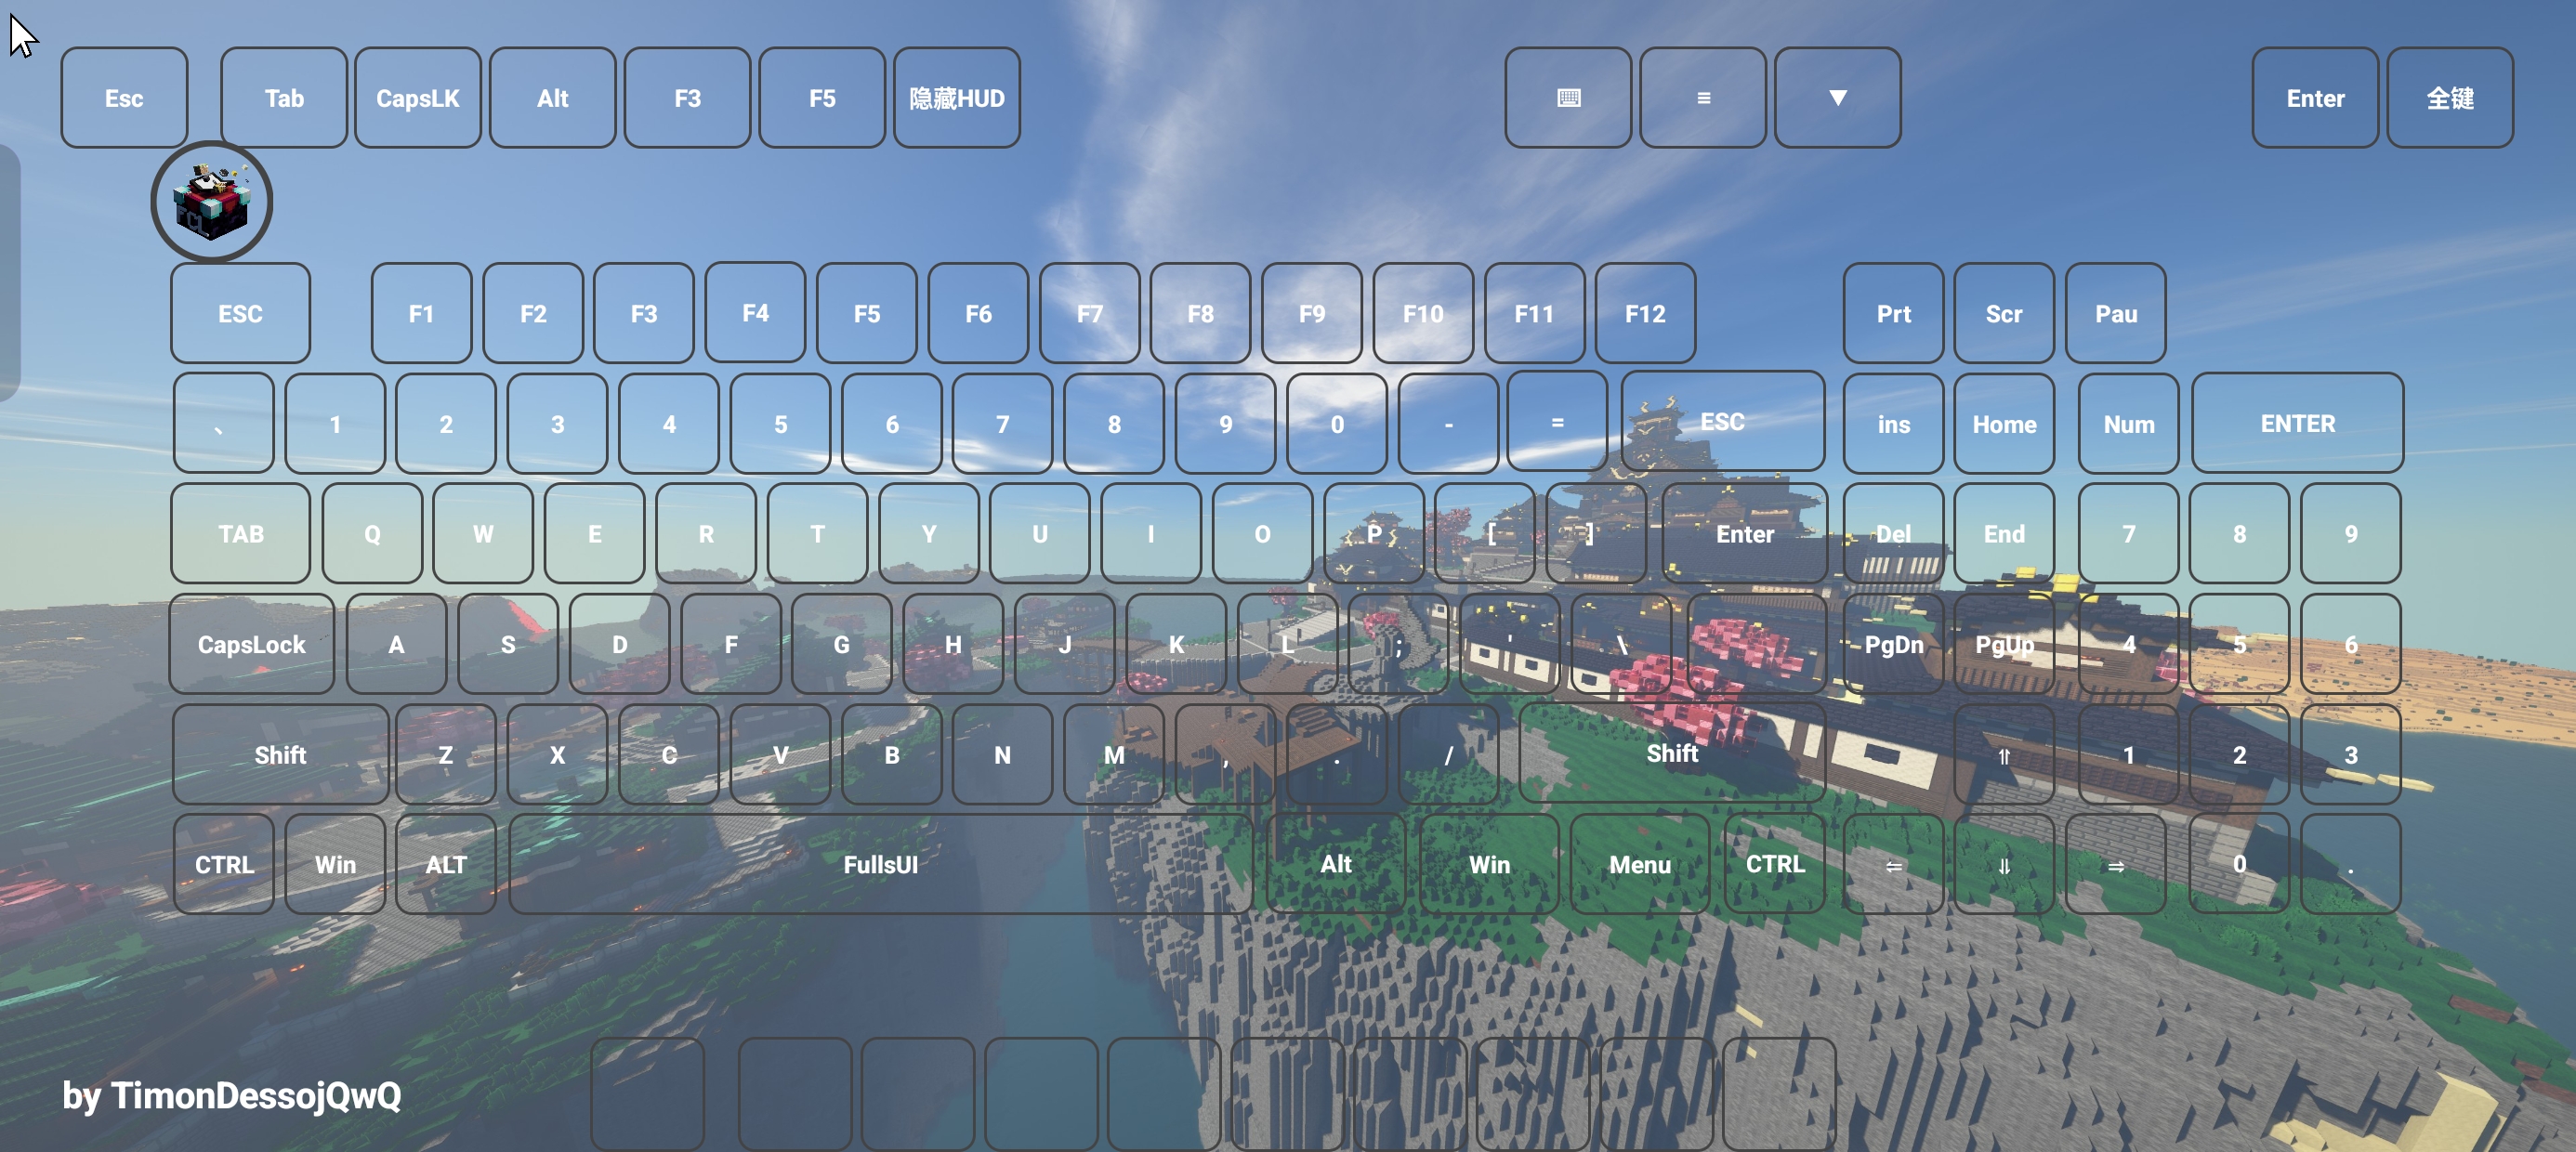 Esc Tab CapsLK Alt F3 F5 隐藏HUD ≡ ▼ Enter 全键
FCL
ESC F1 F2 F3 F4 F5 F6 F7 F8 F9 F10 F11 F12 Prt Scr Pau
、 1 2 3 4 5 6 7 8 9 0 - = ESC ins Home Num ENTER
TAB Q W E R T Y U I O P [ ] Enter Del End 7 8 9
CapsLock A S D F G H J K L ; ' \ PgDn PgUp 4 5 6
Shift Z X C V B N M , . / Shift ⇈ 1 2 3
CTRL Win ALT FullsUI Alt Win Menu CTRL ⇇ ⇊ ⇉ 0 .
by TimonDessojQwQ